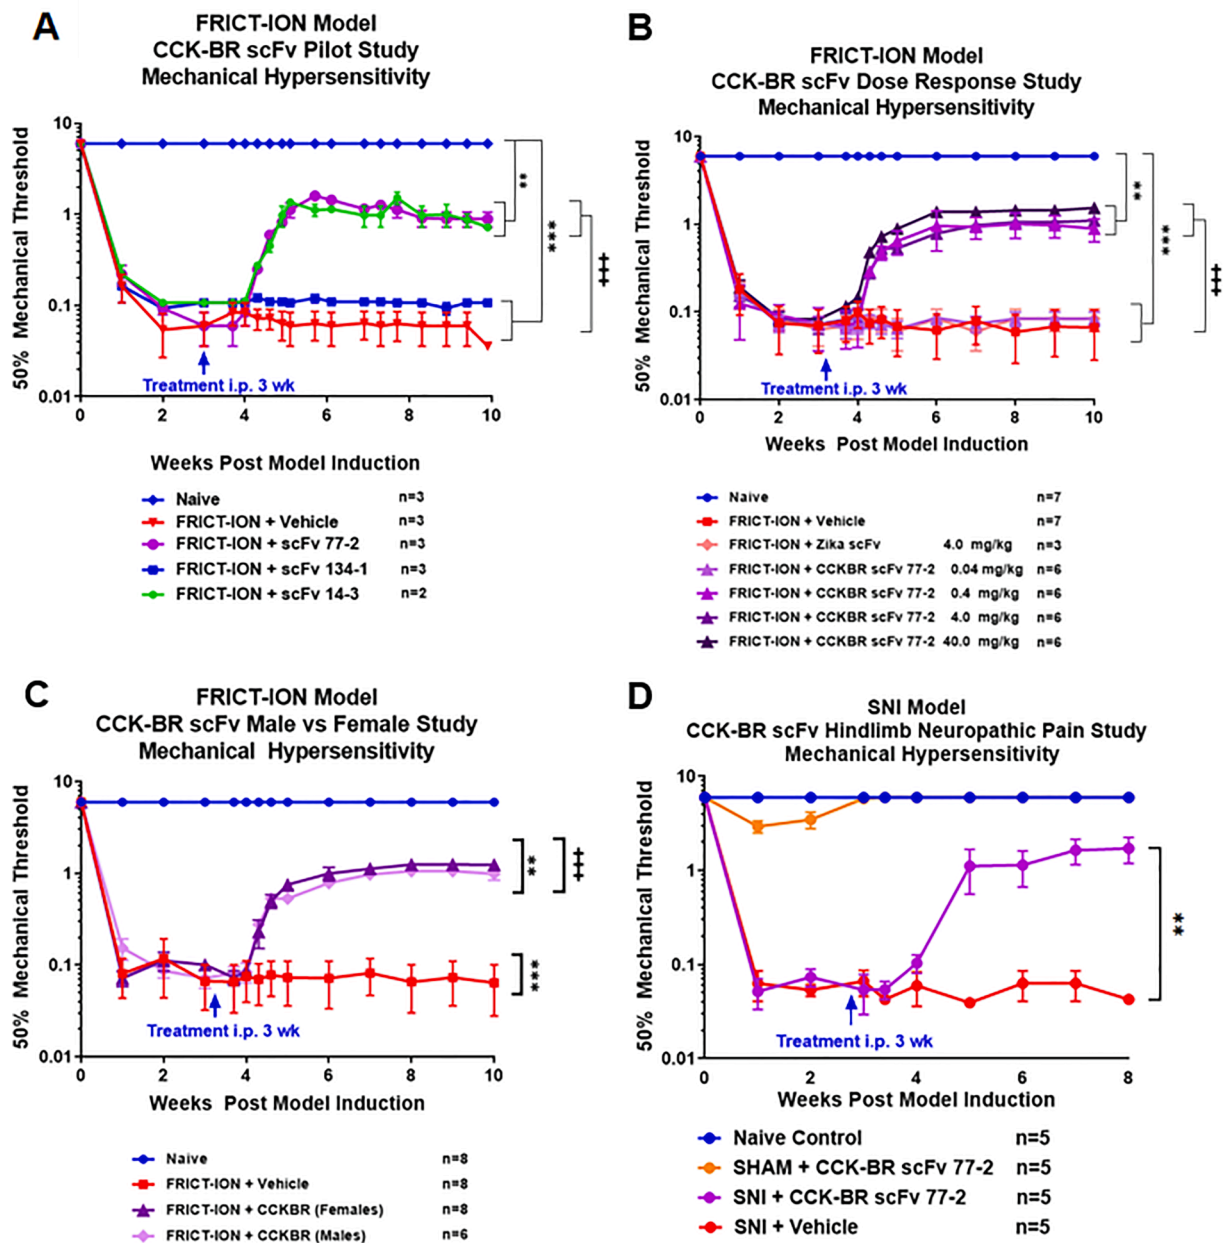 A
FRICT-ION Model
CCK-BR scFv Pilot Study
Mechanical Hypersensitivity
50% Mechanical Threshold
10
1
0.1
0.01
**
***
‡‡‡
Treatment i.p. 3 wk
0 2 4 6 8 10
Weeks Post Model Induction
Naive n=3
FRICT-ION + Vehicle n=3
FRICT-ION + scFv 77-2 n=3
FRICT-ION + scFv 134-1 n=3
FRICT-ION + scFv 14-3 n=2
B
FRICT-ION Model
CCK-BR scFv Dose Response Study
Mechanical Hypersensitivity
50% Mechanical Threshold
10
1
0.1
0.01
**
***
‡‡‡
Treatment i.p. 3 wk
0 2 4 6 8 10
Weeks Post Model Induction
Naive n=7
FRICT-ION + Vehicle n=7
FRICT-ION + Zika scFv 4.0 mg/kg n=3
FRICT-ION + CCKBR scFv 77-2 0.04 mg/kg n=6
FRICT-ION + CCKBR scFv 77-2 0.4 mg/kg n=6
FRICT-ION + CCKBR scFv 77-2 4.0 mg/kg n=6
FRICT-ION + CCKBR scFv 77-2 40.0 mg/kg n=6
C
FRICT-ION Model
CCK-BR scFv Male vs Female Study
Mechanical Hypersensitivity
50% Mechanical Threshold
10
1
0.1
0.01
**
‡‡‡
***
Treatment i.p. 3 wk
0 2 4 6 8 10
Weeks Post Model Induction
Naive n=8
FRICT-ION + Vehicle n=8
FRICT-ION + CCKBR (Females) n=8
FRICT-ION + CCKBR (Males) n=6
D
SNI Model
CCK-BR scFv Hindlimb Neuropathic Pain Study
Mechanical Hypersensitivity
50% Mechanical Threshold
10
1
0.1
0.01
**
Treatment i.p. 3 wk
0 2 4 6 8
Weeks Post Model Induction
Naive Control n=5
SHAM + CCK-BR scFv 77-2 n=5
SNI + CCK-BR scFv 77-2 n=5
SNI + Vehicle n=5